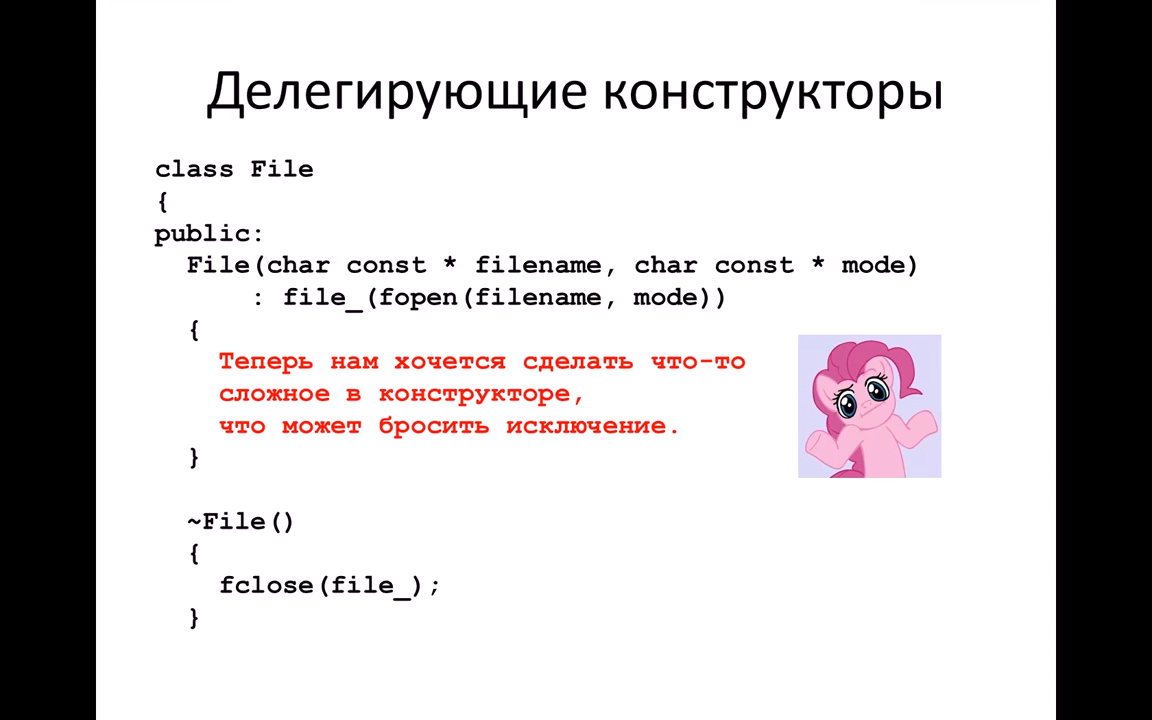 Делегирующие конструкторы
class File
{
public:
File(char const * filename, char const * mode)
: file_(fopen(filename, mode))
{
Теперь нам хочется сделать что-то
сложное в конструкторе,
что может бросить исключение.
}
~File()
{
fclose(file_);
}